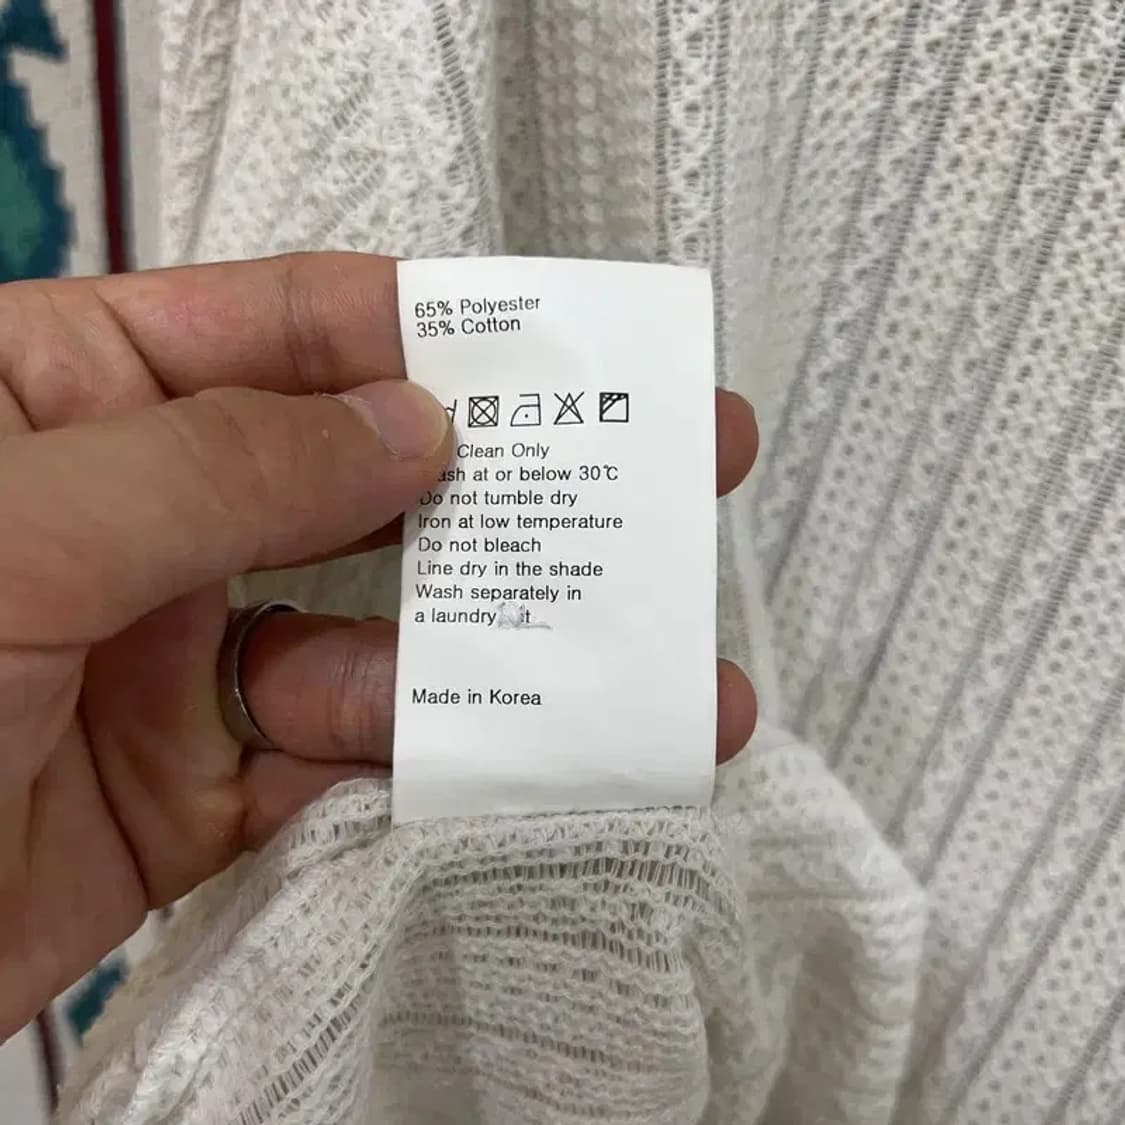 65% Polyester
35% Cotton
Clean Only
at or below 30℃
Do not tumble dry
Iron at low temperature
Do not bleach
Line dry in the shade
Wash separately in
a laundry
Made in Korea